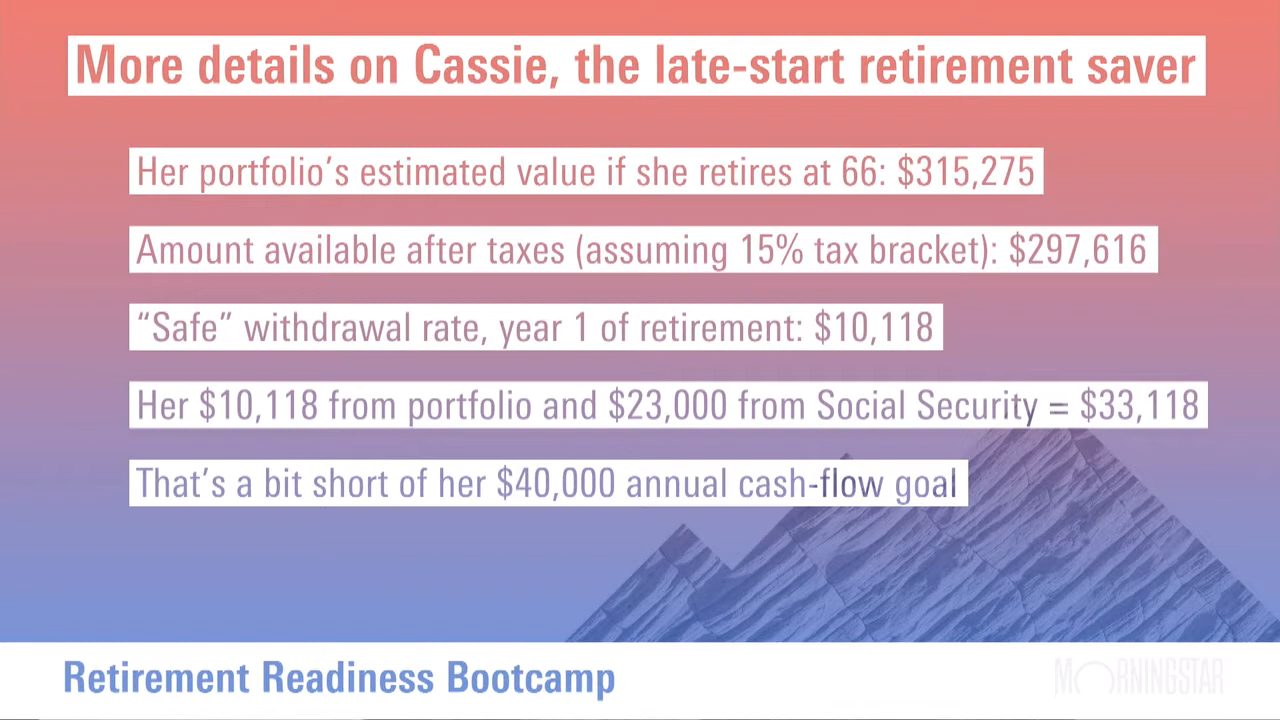 More details on Cassie, the late-start retirement saver
Her portfolio’s estimated value if she retires at 66: $315,275
Amount available after taxes (assuming 15% tax bracket): $297,616
“Safe” withdrawal rate, year 1 of retirement: $10,118
Her $10,118 from portfolio and $23,000 from Social Security = $33,118
That’s a bit short of her $40,000 annual cash-flow goal
Retirement Readiness Bootcamp
MORNINGSTAR